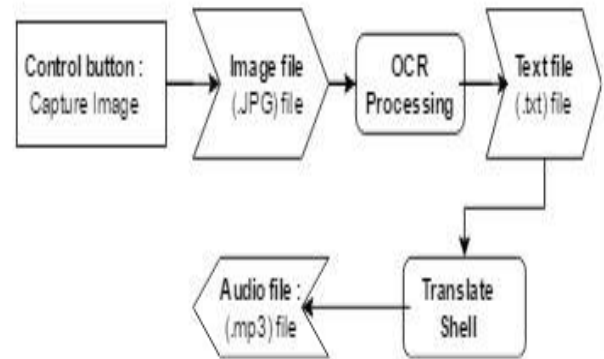 Control button :
Capture Image
Image file
(.JPG) file
OCR
Processing
Text file
(.txt) file
Translate
Shell
Audio file :
(.mp3) file